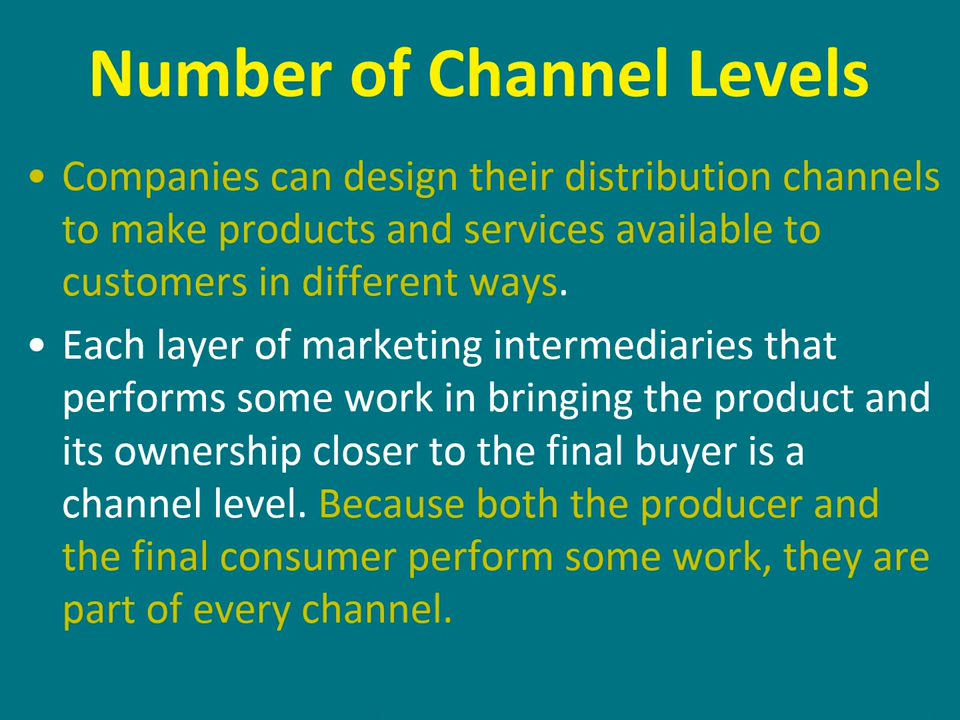 Number of Channel Levels
• Companies can design their distribution channels
to make products and services available to
customers in different ways.
• Each layer of marketing intermediaries that
performs some work in bringing the product and
its ownership closer to the final buyer is a
channel level. Because both the producer and
the final consumer perform some work, they are
part of every channel.